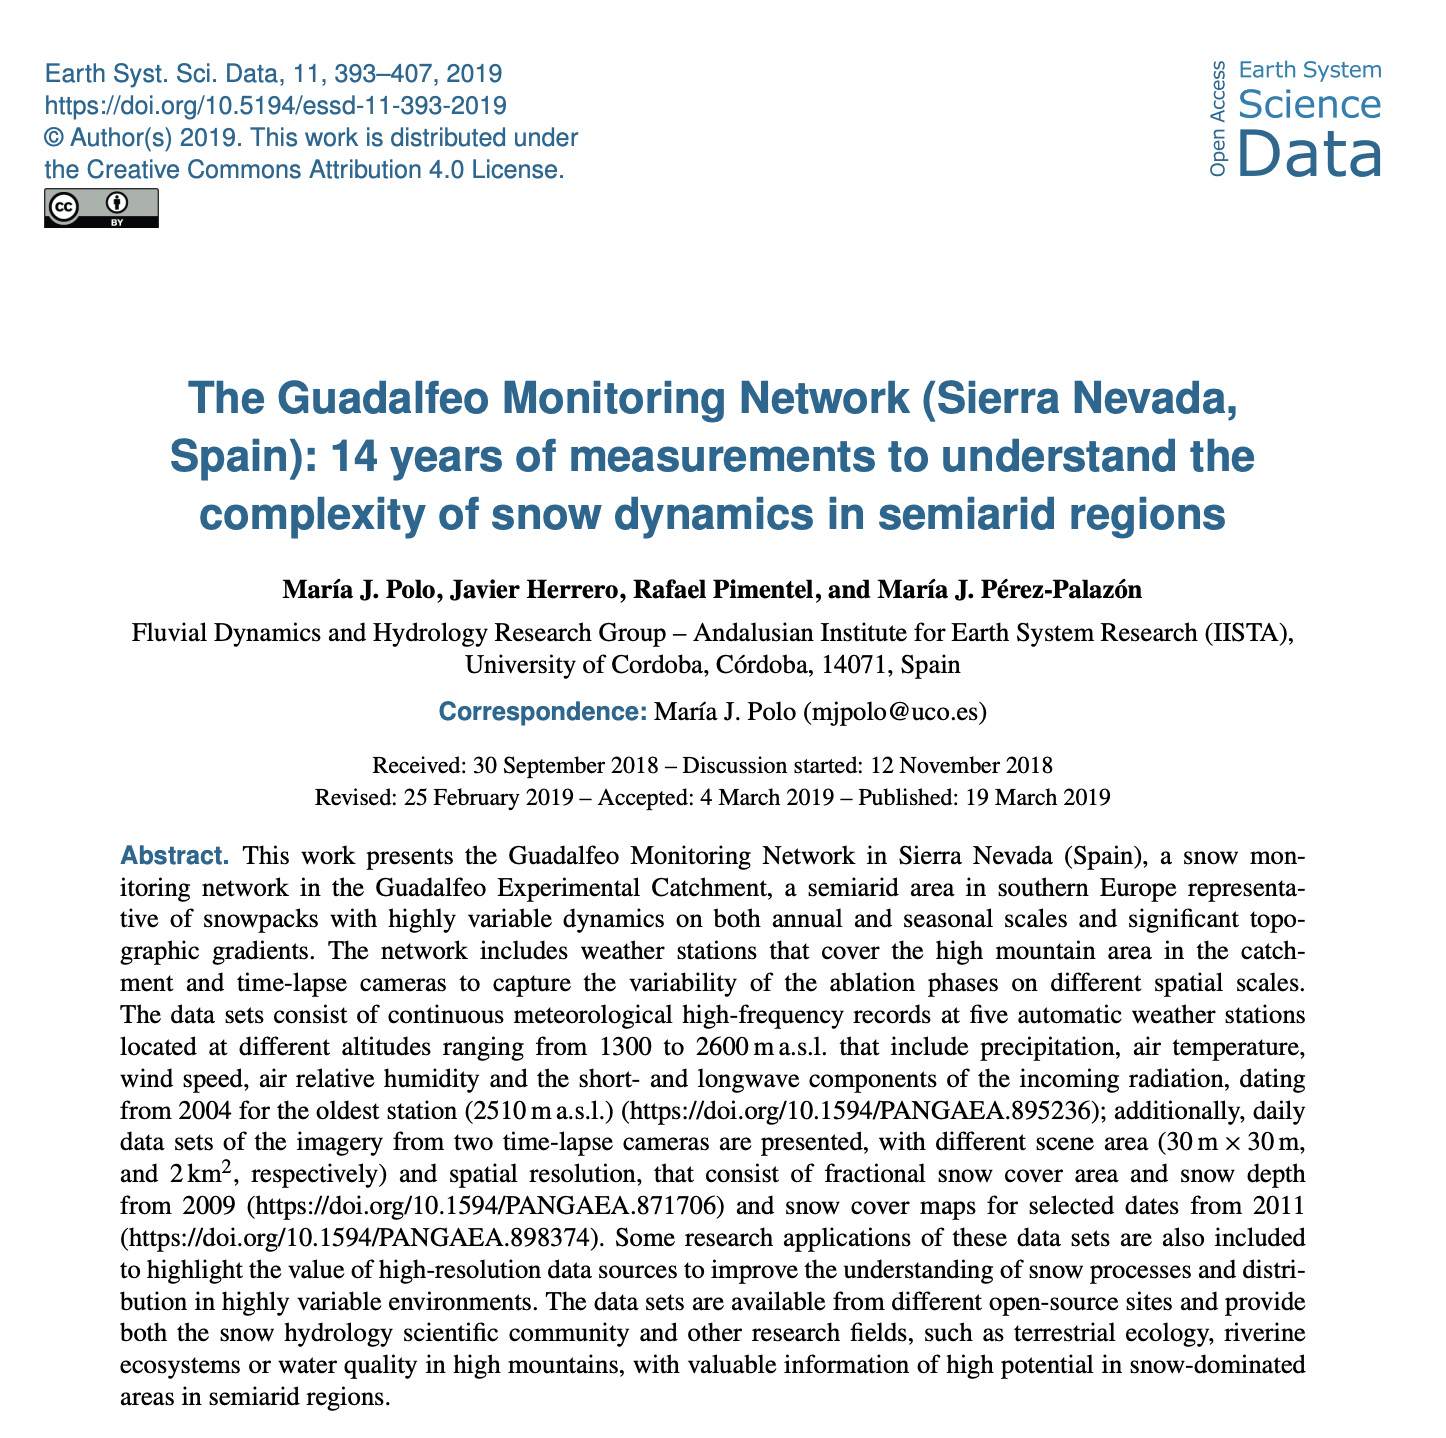 Earth Syst. Sci. Data, 11, 393–407, 2019
https://doi.org/10.5194/essd-11-393-2019
© Author(s) 2019. This work is distributed under
the Creative Commons Attribution 4.0 License.
cc BY
Open Access
Earth System
Science
Data
The Guadalfeo Monitoring Network (Sierra Nevada,
Spain): 14 years of measurements to understand the
complexity of snow dynamics in semiarid regions
María J. Polo, Javier Herrero, Rafael Pimentel, and María J. Pérez-Palazón
Fluvial Dynamics and Hydrology Research Group – Andalusian Institute for Earth System Research (IISTA),
University of Cordoba, Córdoba, 14071, Spain
Correspondence: María J. Polo (mjpolo@uco.es)
Received: 30 September 2018 – Discussion started: 12 November 2018
Revised: 25 February 2019 – Accepted: 4 March 2019 – Published: 19 March 2019
Abstract. This work presents the Guadalfeo Monitoring Network in Sierra Nevada (Spain), a snow mon-
itoring network in the Guadalfeo Experimental Catchment, a semiarid area in southern Europe representa-
tive of snowpacks with highly variable dynamics on both annual and seasonal scales and significant topo-
graphic gradients. The network includes weather stations that cover the high mountain area in the catch-
ment and time-lapse cameras to capture the variability of the ablation phases on different spatial scales.
The data sets consist of continuous meteorological high-frequency records at five automatic weather stations
located at different altitudes ranging from 1300 to 2600 m a.s.l. that include precipitation, air temperature,
wind speed, air relative humidity and the short- and longwave components of the incoming radiation, dating
from 2004 for the oldest station (2510 m a.s.l.) (https://doi.org/10.1594/PANGAEA.895236); additionally, daily
data sets of the imagery from two time-lapse cameras are presented, with different scene area (30 m × 30 m,
and 2 km², respectively) and spatial resolution, that consist of fractional snow cover area and snow depth
from 2009 (https://doi.org/10.1594/PANGAEA.871706) and snow cover maps for selected dates from 2011
(https://doi.org/10.1594/PANGAEA.898374). Some research applications of these data sets are also included
to highlight the value of high-resolution data sources to improve the understanding of snow processes and distri-
bution in highly variable environments. The data sets are available from different open-source sites and provide
both the snow hydrology scientific community and other research fields, such as terrestrial ecology, riverine
ecosystems or water quality in high mountains, with valuable information of high potential in snow-dominated
areas in semiarid regions.